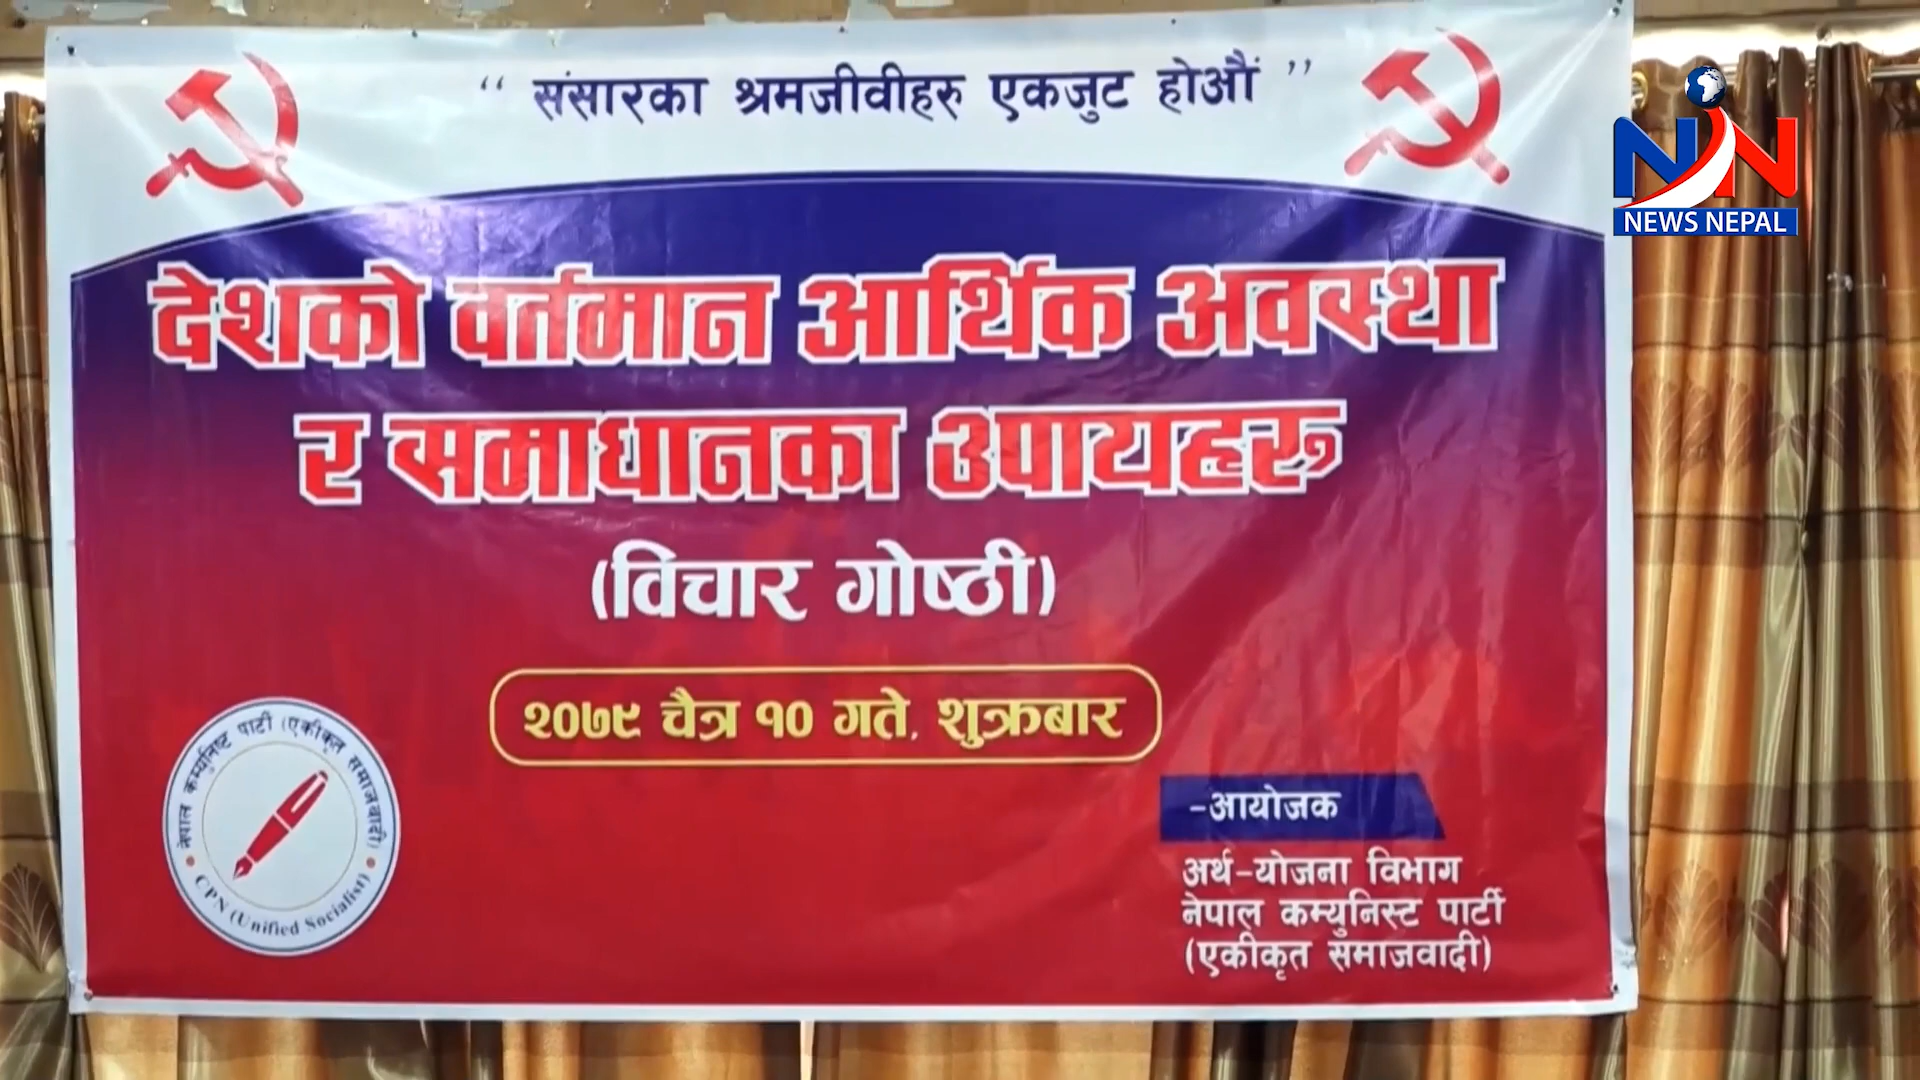 “ संसारका श्रमजीवीहरु एकजुट होऔं ”
NN
NEWS NEPAL
देशको वर्तमान आर्थिक अवस्था
र समाधानका उपायहरू
(विचार गोष्ठी)
२०७९ चैत्र १० गते, शुक्रबार
नेपाल कम्युनिष्ट पार्टी (एकीकृत समाजवादी)
CPN (Unified Socialist)
-आयोजक
अर्थ-योजना विभाग
नेपाल कम्युनिस्ट पार्टी
(एकीकृत समाजवादी)